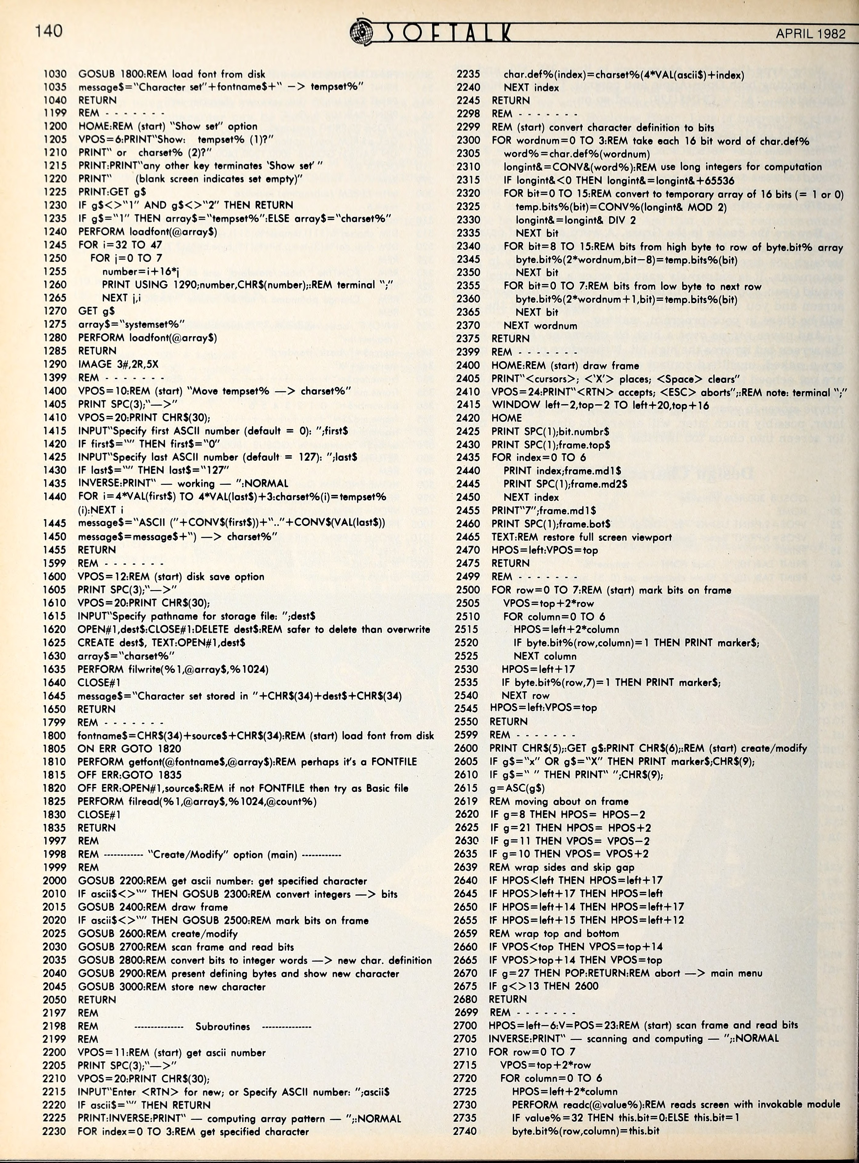 140
SOFTALK
APRIL 1982
1030 GOSUB 1800:REM load font from disk
1035 message$="Character set"+fontname$+" —> tempset%"
1040 RETURN
1199 REM - - - - - - -
1200 HOME:REM (start) "Show set" option
1205 VPOS=6:PRINT"Show: tempset% (1)?"
1210 PRINT" or charset% (2)?"
1215 PRINT:PRINT"any other key terminates 'Show set' "
1220 PRINT" (blank screen indicates set empty)"
1225 PRINT:GET g$
1230 IF g$<>"1" AND g$<>"2" THEN RETURN
1235 IF g$="1" THEN array$="tempset%":ELSE array$="charset%"
1240 PERFORM loadfont(@array$)
1245 FOR i=32 TO 47
1250 FOR j=0 TO 7
1255 number=i+16*j
1260 PRINT USING 1290;number,CHR$(number);:REM terminal ";"
1265 NEXT j,i
1270 GET g$
1275 array$="systemset%"
1280 PERFORM loadfont(@array$)
1285 RETURN
1290 IMAGE 3#,2R,5X
1399 REM - - - - - - -
1400 VPOS=10:REM (start) "Move tempset% —> charset%"
1405 PRINT SPC(3);"—>"
1410 VPOS=20:PRINT CHR$(30);
1415 INPUT"Specify first ASCII number (default = 0): ";first$
1420 IF first$="" THEN first$="0"
1425 INPUT"Specify last ASCII number (default = 127): ";last$
1430 IF last$="" THEN last$="127"
1435 INVERSE:PRINT" — working — ":NORMAL
1440 FOR i=4*VAL(first$) TO 4*VAL(last$)+3:charset%(i)=tempset%
(i):NEXT i
1445 message$="ASCII ("+CONV$(first$))+".."+CONV$(VAL(last$))
1450 message$=message$+") —> charset%"
1455 RETURN
1599 REM - - - - - - -
1600 VPOS=12:REM (start) disk save option
1605 PRINT SPC(3);"—>"
1610 VPOS=20:PRINT CHR$(30);
1615 INPUT"Specify pathname for storage file: ";dest$
1620 OPEN#1,dest$:CLOSE#1:DELETE dest$:REM safer to delete than overwrite
1625 CREATE dest$, TEXT:OPEN#1,dest$
1630 array$="charset%"
1635 PERFORM filwrite(%1,@array$,%1024)
1640 CLOSE#1
1645 message$="Character set stored in "+CHR$(34)+dest$+CHR$(34)
1650 RETURN
1799 REM - - - - - - -
1800 fontname$=CHR$(34)+source$+CHR$(34):REM (start) load font from disk
1805 ON ERR GOTO 1820
1810 PERFORM getfont(@fontname$,@array$):REM perhaps it's a FONTFILE
1815 OFF ERR:GOTO 1835
1820 OFF ERR:OPEN#1,source$:REM if not FONTFILE then try as Basic file
1825 PERFORM filread(%1,@array$,%1024,@count%)
1830 CLOSE#1
1835 RETURN
1997 REM
1998 REM ------------ "Create/Modify" option (main) ------------
1999 REM
2000 GOSUB 2200:REM get ascii number: get specified character
2010 IF ascii$<>"" THEN GOSUB 2300:REM convert integers —> bits
2015 GOSUB 2400:REM draw frame
2020 IF ascii$<>"" THEN GOSUB 2500:REM mark bits on frame
2025 GOSUB 2600:REM create/modify
2030 GOSUB 2700:REM scan frame and read bits
2035 GOSUB 2800:REM convert bits to integer words —> new char. definition
2040 GOSUB 2900:REM present defining bytes and show new character
2045 GOSUB 3000:REM store new character
2050 RETURN
2197 REM
2198 REM -------------- Subroutines --------------
2199 REM
2200 VPOS=11:REM (start) get ascii number
2205 PRINT SPC(3);"—>"
2210 VPOS=20:PRINT CHR$(30);
2215 INPUT"Enter <RTN> for new; or Specify ASCII number: ";ascii$
2220 IF ascii$="" THEN RETURN
2225 PRINT:INVERSE:PRINT" — computing array pattern — ";:NORMAL
2230 FOR index=0 TO 3:REM get specified character
2235 char.def%(index)=charset%(4*VAL(ascii$)+index)
2240 NEXT index
2245 RETURN
2298 REM - - - - - - -
2299 REM (start) convert character definition to bits
2300 FOR wordnum=0 TO 3:REM take each 16 bit word of char.def%
2305 word%=char.def%(wordnum)
2310 longint&=CONV&(word%):REM use long integers for computation
2315 IF longint&<0 THEN longint&=longint&+65536
2320 FOR bit=0 TO 15:REM convert to temporary array of 16 bits (= 1 or 0)
2325 temp.bits%(bit)=CONV%(longint& MOD 2)
2330 longint&=longint& DIV 2
2335 NEXT bit
2340 FOR bit=8 TO 15:REM bits from high byte to row of byte.bit% array
2345 byte.bit%(2*wordnum,bit-8)=temp.bits%(bit)
2350 NEXT bit
2355 FOR bit=0 TO 7:REM bits from low byte to next row
2360 byte.bit%(2*wordnum+1,bit)=temp.bits%(bit)
2365 NEXT bit
2370 NEXT wordnum
2375 RETURN
2399 REM - - - - - - -
2400 HOME:REM (start) draw frame
2405 PRINT"<cursors>; <'X'> places; <Space> clears"
2410 VPOS=24:PRINT"<RTN> accepts; <ESC> aborts";:REM note: terminal ";"
2415 WINDOW left-2,top-2 TO left+20,top+16
2420 HOME
2425 PRINT SPC(1);bit.numbr$
2430 PRINT SPC(1);frame.top$
2435 FOR index=0 TO 6
2440 PRINT index;frame.md1$
2445 PRINT SPC(1);frame.md2$
2450 NEXT index
2455 PRINT"7";frame.md1$
2460 PRINT SPC(1);frame.bot$
2465 TEXT:REM restore full screen viewport
2470 HPOS=left:VPOS=top
2475 RETURN
2499 REM - - - - - - -
2500 FOR row=0 TO 7:REM (start) mark bits on frame
2505 VPOS=top+2*row
2510 FOR column=0 TO 6
2515 HPOS=left+2*column
2520 IF byte.bit%(row,column)=1 THEN PRINT marker$;
2525 NEXT column
2530 HPOS=left+17
2535 IF byte.bit%(row,7)=1 THEN PRINT marker$;
2540 NEXT row
2545 HPOS=left:VPOS=top
2550 RETURN
2599 REM - - - - - - -
2600 PRINT CHR$(5);:GET g$:PRINT CHR$(6);:REM (start) create/modify
2605 IF g$="x" OR g$="X" THEN PRINT marker$;CHR$(9);
2610 IF g$=" " THEN PRINT" ";CHR$(9);
2615 g=ASC(g$)
2619 REM moving about on frame
2620 IF g=8 THEN HPOS= HPOS-2
2625 IF g=21 THEN HPOS= HPOS+2
2630 IF g=11 THEN VPOS= VPOS-2
2635 IF g=10 THEN VPOS= VPOS+2
2639 REM wrap sides and skip gap
2640 IF HPOS<left THEN HPOS=left+17
2645 IF HPOS>left+17 THEN HPOS=left
2650 IF HPOS=left+14 THEN HPOS=left+17
2655 IF HPOS=left+15 THEN HPOS=left+12
2659 REM wrap top and bottom
2660 IF VPOS<top THEN VPOS=top+14
2665 IF VPOS>top+14 THEN VPOS=top
2670 IF g=27 THEN POP:RETURN:REM abort —> main menu
2675 IF g<>13 THEN 2600
2680 RETURN
2699 REM - - - - - - -
2700 HPOS=left-6:V=POS=23:REM (start) scan frame and read bits
2705 INVERSE:PRINT" — scanning and computing — ";:NORMAL
2710 FOR row=0 TO 7
2715 VPOS=top+2*row
2720 FOR column=0 TO 6
2725 HPOS=left+2*column
2730 PERFORM readc(@value%):REM reads screen with invokable module
2735 IF value%=32 THEN this.bit=0:ELSE this.bit=1
2740 byte.bit%(row,column)=this.bit